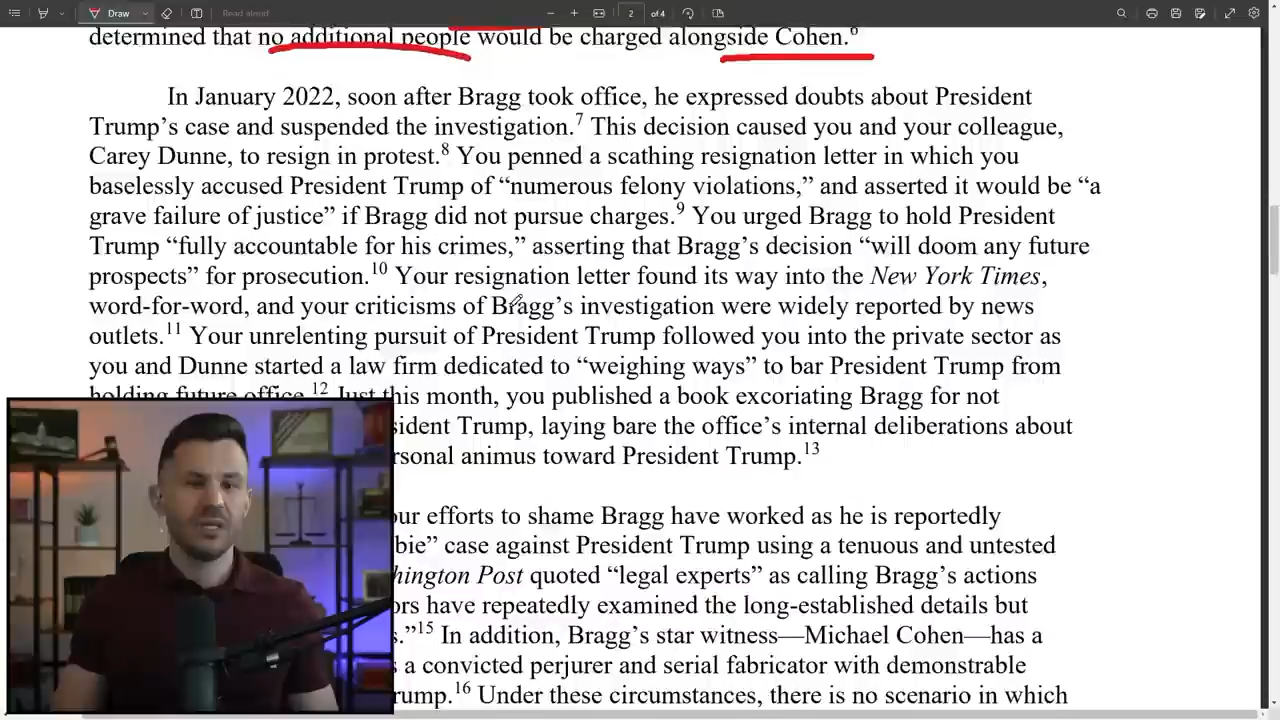 Draw
Read aloud
2 of 4
determined that no additional people would be charged alongside Cohen.6
In January 2022, soon after Bragg took office, he expressed doubts about President
Trump’s case and suspended the investigation.7 This decision caused you and your colleague,
Carey Dunne, to resign in protest.8 You penned a scathing resignation letter in which you
baselessly accused President Trump of “numerous felony violations,” and asserted it would be “a
grave failure of justice” if Bragg did not pursue charges.9 You urged Bragg to hold President
Trump “fully accountable for his crimes,” asserting that Bragg’s decision “will doom any future
prospects” for prosecution.10 Your resignation letter found its way into the New York Times,
word-for-word, and your criticisms of Bragg’s investigation were widely reported by news
outlets.11 Your unrelenting pursuit of President Trump followed you into the private sector as
you and Dunne started a law firm dedicated to “weighing ways” to bar President Trump from
holding future office.12 Just this month, you published a book excoriating Bragg for not
sident Trump, laying bare the office’s internal deliberations about
rsonal animus toward President Trump.13
our efforts to shame Bragg have worked as he is reportedly
bie” case against President Trump using a tenuous and untested
hington Post quoted “legal experts” as calling Bragg’s actions
ors have repeatedly examined the long-established details but
s.”15 In addition, Bragg’s star witness—Michael Cohen—has a
s a convicted perjurer and serial fabricator with demonstrable
rump.16 Under these circumstances, there is no scenario in which